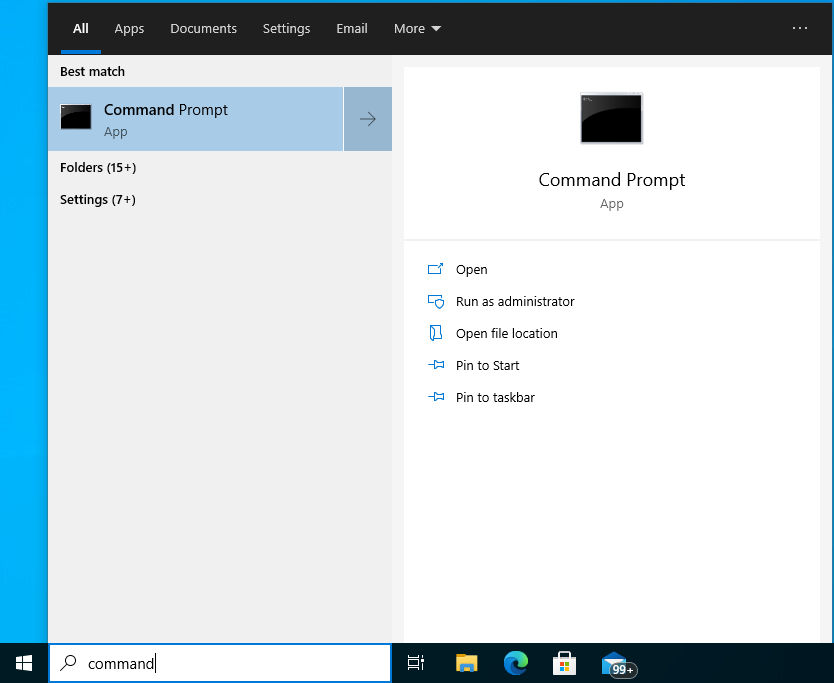 All Apps Documents Settings Email More ...
Best match
Command Prompt
App
Folders (15+)
Settings (7+)
Command Prompt
App
Open
Run as administrator
Open file location
Pin to Start
Pin to taskbar
command
99+